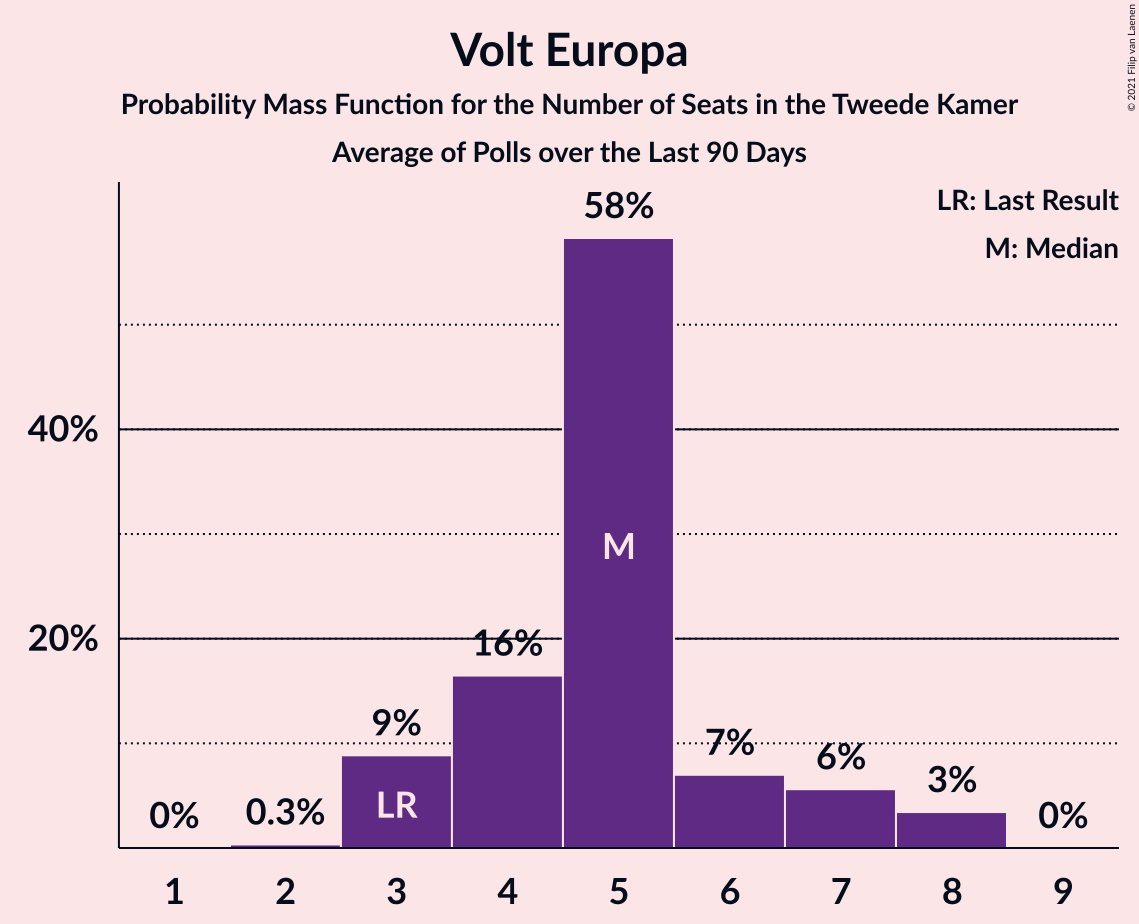 Volt Europa
Probability Mass Function for the Number of Seats in the Tweede Kamer
Average of Polls over the Last 90 Days
© 2021 Filip van Laenen
LR: Last Result
M: Median
58%
40%
M
20%
16%
9%
LR
7%
6%
3%
0%
0.3%
0%
1 2 3 4 5 6 7 8 9